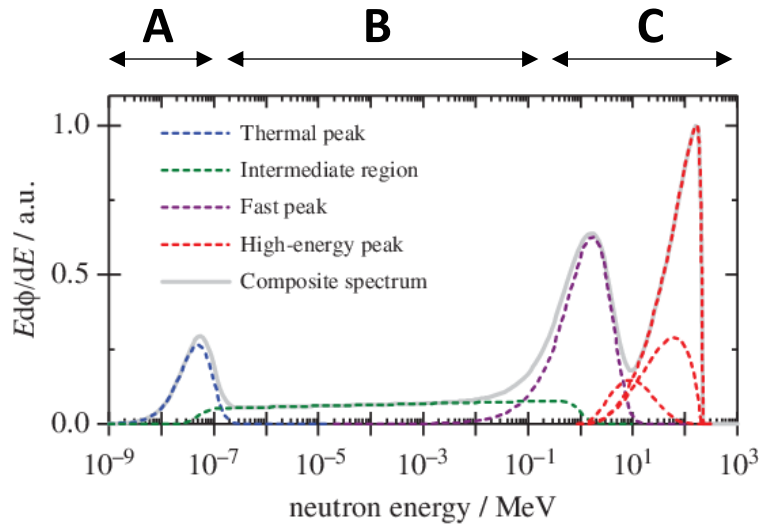 A B C
1.0
0.5
0.0
Edϕ/dE / a.u.
Thermal peak
Intermediate region
Fast peak
High-energy peak
Composite spectrum
10⁻⁹ 10⁻⁷ 10⁻⁵ 10⁻³ 10⁻¹ 10¹ 10³
neutron energy / MeV